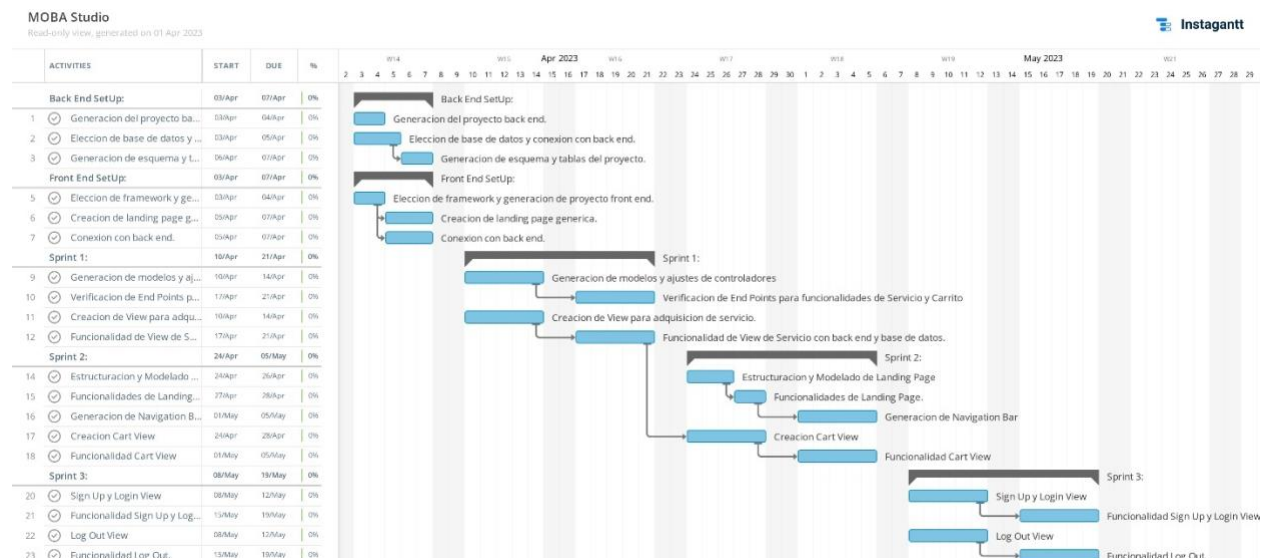 MOBA Studio
Read-only view, generated on 01 Apr 2023
Instagantt
ACTIVITIES START DUE %
W14 W15 Apr 2023 W16 W17 W18 W19 May 2023 W21
2 3 4 5 6 7 8 9 10 11 12 13 14 15 16 17 18 19 20 21 22 23 24 25 26 27 28 29 30 1 2 3 4 5 6 7 8 9 10 11 12 13 14 15 16 17 18 19 20 21 22 23 24 25 26 27 28 29
Back End SetUp: 03/Apr 07/Apr 0% Back End SetUp:
1 Generacion del proyecto ba... 03/Apr 04/Apr 0% Generacion del proyecto back end.
2 Eleccion de base de datos y ... 03/Apr 05/Apr 0% Eleccion de base de datos y conexion con back end.
3 Generacion de esquema y t... 06/Apr 07/Apr 0% Generacion de esquema y tablas del proyecto.
Front End SetUp: 03/Apr 07/Apr 0% Front End SetUp:
5 Eleccion de framework y ge... 03/Apr 04/Apr 0% Eleccion de framework y generacion de proyecto front end.
6 Creacion de landing page g... 05/Apr 07/Apr 0% Creacion de landing page generica.
7 Conexion con back end. 05/Apr 07/Apr 0% Conexion con back end.
Sprint 1: 10/Apr 21/Apr 0% Sprint 1:
9 Generacion de modelos y aj... 10/Apr 14/Apr 0% Generacion de modelos y ajustes de controladores
10 Verificacion de End Points p... 17/Apr 21/Apr 0% Verificacion de End Points para funcionalidades de Servicio y Carrito
11 Creacion de View para adqu... 10/Apr 14/Apr 0% Creacion de View para adquisicion de servicio.
12 Funcionalidad de View de S... 17/Apr 21/Apr 0% Funcionalidad de View de Servicio con back end y base de datos.
Sprint 2: 24/Apr 05/May 0% Sprint 2:
14 Estructuracion y Modelado ... 24/Apr 26/Apr 0% Estructuracion y Modelado de Landing Page
15 Funcionalidades de Landing... 27/Apr 28/Apr 0% Funcionalidades de Landing Page.
16 Generacion de Navigation B... 01/May 05/May 0% Generacion de Navigation Bar
17 Creacion Cart View 24/Apr 28/Apr 0% Creacion Cart View
18 Funcionalidad Cart View 01/May 05/May 0% Funcionalidad Cart View
Sprint 3: 08/May 19/May 0% Sprint 3:
20 Sign Up y Login View 08/May 12/May 0% Sign Up y Login View
21 Funcionalidad Sign Up y Log... 15/May 19/May 0% Funcionalidad Sign Up y Login View
22 Log Out View 08/May 12/May 0% Log Out View
23 Funcionalidad Log Out. 15/May 19/May 0% Funcionalidad Log Out.